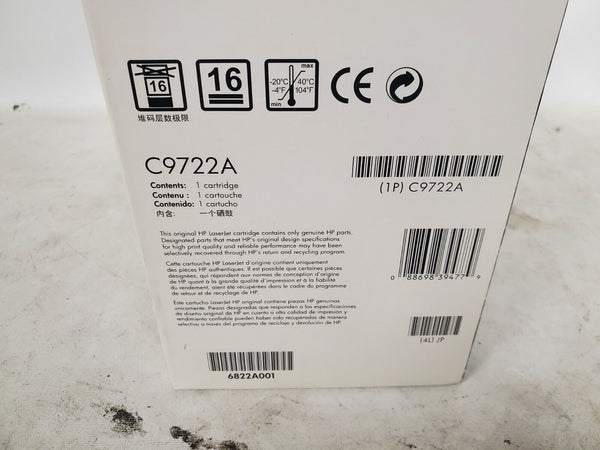 16
16
max
-20°C 40°C
-4°F 104°F
min
CE
堆码层数极限
C9722A
Contents: 1 cartridge
Contenu : 1 cartouche
Contenido: 1 cartucho
内含: 一个硒鼓
(1P) C9722A
This original HP LaserJet cartridge contains only genuine HP parts.
Designated parts that meet HP's original design specifications
for high print quality and reliable performance may have been
selectively recovered through HP's return and recycling program.
Cette cartouche HP LaserJet d'origine contient uniquement
des pièces HP authentiques. Il est possible que certaines pièces
désignées, qui répondent aux normes de conception d'origine
de HP quant à la grande qualité d'impression et à la fiabilité
du rendement, aient été récupérées dans le cadre du programme
de retour et de recyclage de HP.
Este cartucho LaserJet HP original contiene piezas HP genuinas
únicamente. Piezas designadas que responden a las especificaciones
de diseño original de HP en cuanto a alta calidad de impresión y
rendimiento confiable pueden haber sido recuperadas de manera
selectiva a través del programa de reciclaje y devolución de HP.
0 88698 39477 9
(4L) JP
6822A001